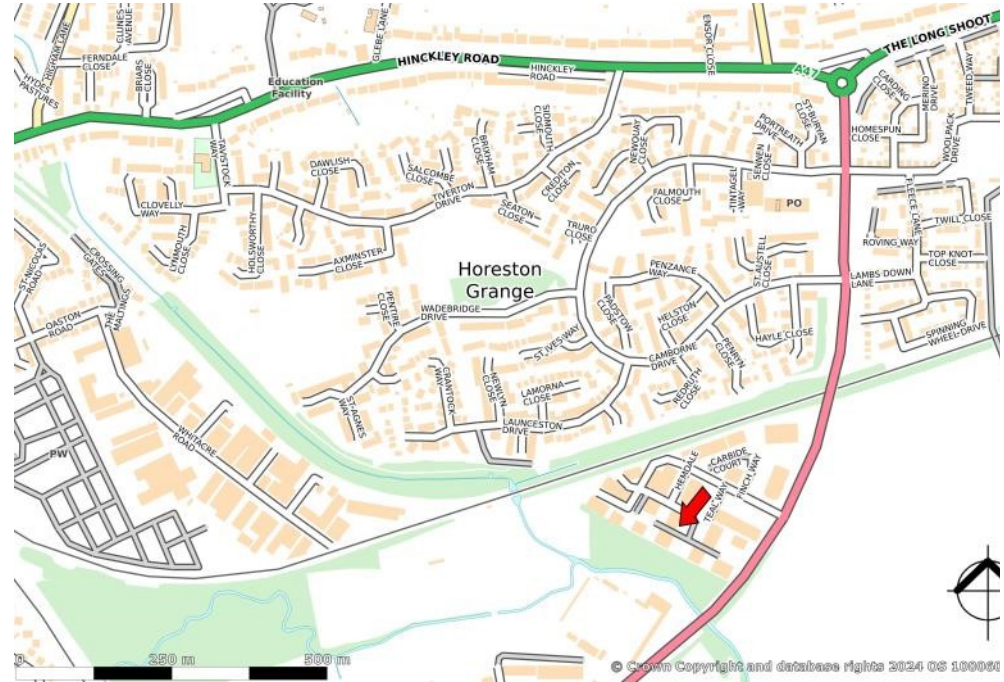 CLUNES
AVENUE
HIGHAM LANE
FERNDALE
CLOSE
BRIARS
CLOSE
HYDES
PASTURES
GLEBE LANE
Education
Facility
HINCKLEY ROAD
HINCKLEY
ROAD
ENSOR CLOSE
A47
THE LONG SHOOT
CARDING
CLOSE
MERINO
DRIVE
TWEED WAY
HOMESPUN
CLOSE
WOOLPACK
DRIVE
ST-BURYAN
CLOSE
PORTREATH
DRIVE
SENNEN
CLOSE
TINTAGEL
WAY
PO
TAVISTOCK
WAY
DAWLISH
CLOSE
SALCOMBE
CLOSE
BRIXHAM
CLOSE
SIDMOUTH
CLOSE
CREDITON
CLOSE
NEWQUAY
CLOSE
FALMOUTH
CLOSE
TIVERTON
DRIVE
SEATON
CLOSE
TRURO
CLOSE
CLOVELLY
WAY
LYNMOUTH
CLOSE
HOLSWORTHY
CLOSE
AXMINSTER
CLOSE
FLEECE LANE
TWILL CLOSE
ROVING WAY
TOP KNOT
CLOSE
LAMBS DOWN
LANE
SPINNING
WHEEL DRIVE
ST-NICOLAS
ROAD
CROSSING
GATES
THE
MALTINGS
OASTON
ROAD
Horeston
Grange
PENZANCE
WAY
ST AUSTELL
CLOSE
PENTIRE
CLOSE
WADEBRIDGE
DRIVE
PADSTOW
CLOSE
HELSTON
CLOSE
HAYLE CLOSE
ST IVES WAY
CAMBORNE
DRIVE
PENRYN
CLOSE
REDRUTH
CLOSE
CRANTOCK
WAY
NEWLYN
CLOSE
LAMORNA
CLOSE
ST-AGNES
WAY
LAUNCESTON
DRIVE
WHITACRE
ROAD
PW
HEMDALE
CARBIDE
COURT
TEAL WAY
FINCH WAY
0 250 m 500 m
© Crown Copyright and database rights 2024 OS 100060